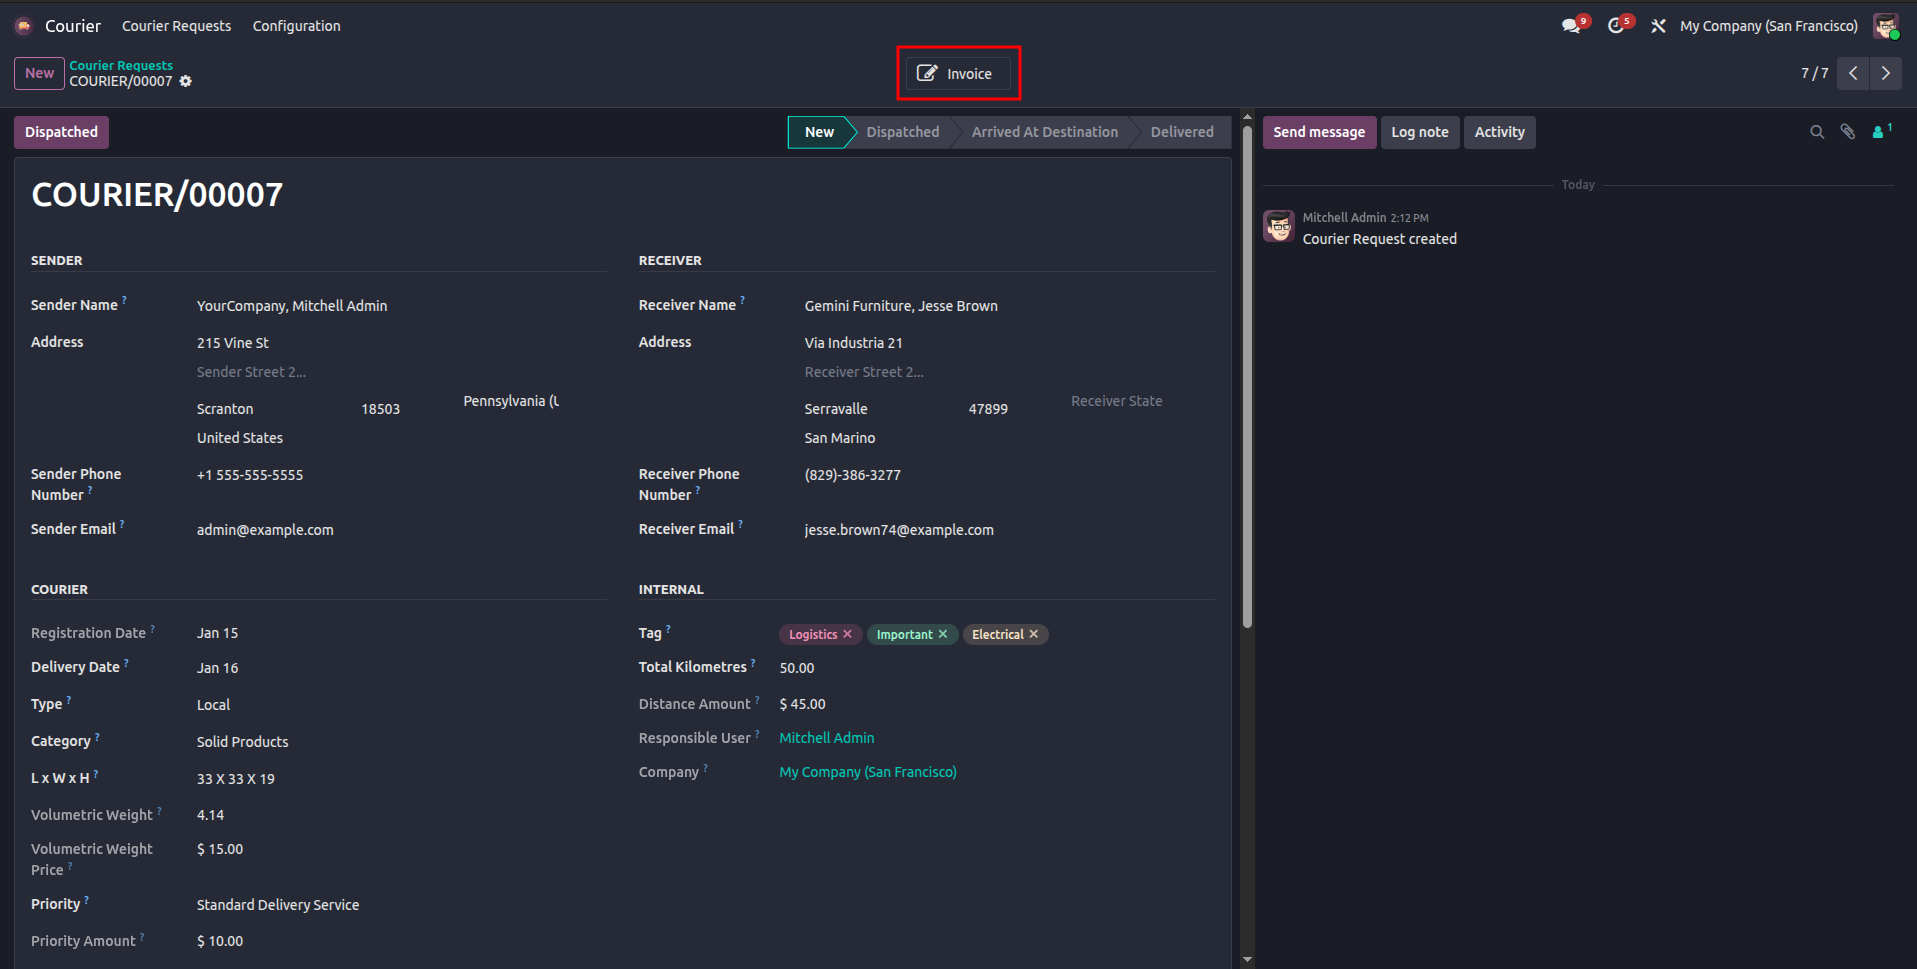 Courier Courier Requests Configuration 9 5 My Company (San Francisco)
New Courier Requests
COURIER/00007
Invoice
7 / 7
Dispatched New Dispatched Arrived At Destination Delivered
Send message Log note Activity 1
COURIER/00007
Today
Mitchell Admin 2:12 PM
Courier Request created
SENDER
Sender Name ? YourCompany, Mitchell Admin
Address 215 Vine St
Sender Street 2...
Scranton 18503 Pennsylvania (U
United States
Sender Phone Number ? +1 555-555-5555
Sender Email ? admin@example.com
RECEIVER
Receiver Name ? Gemini Furniture, Jesse Brown
Address Via Industria 21
Receiver Street 2...
Serravalle 47899 Receiver State
San Marino
Receiver Phone Number ? (829)-386-3277
Receiver Email ? jesse.brown74@example.com
COURIER
Registration Date ? Jan 15
Delivery Date ? Jan 16
Type ? Local
Category ? Solid Products
L x W x H ? 33 X 33 X 19
Volumetric Weight ? 4.14
Volumetric Weight Price ? $ 15.00
Priority ? Standard Delivery Service
Priority Amount ? $ 10.00
INTERNAL
Tag ? Logistics Important Electrical
Total Kilometres ? 50.00
Distance Amount ? $ 45.00
Responsible User ? Mitchell Admin
Company ? My Company (San Francisco)